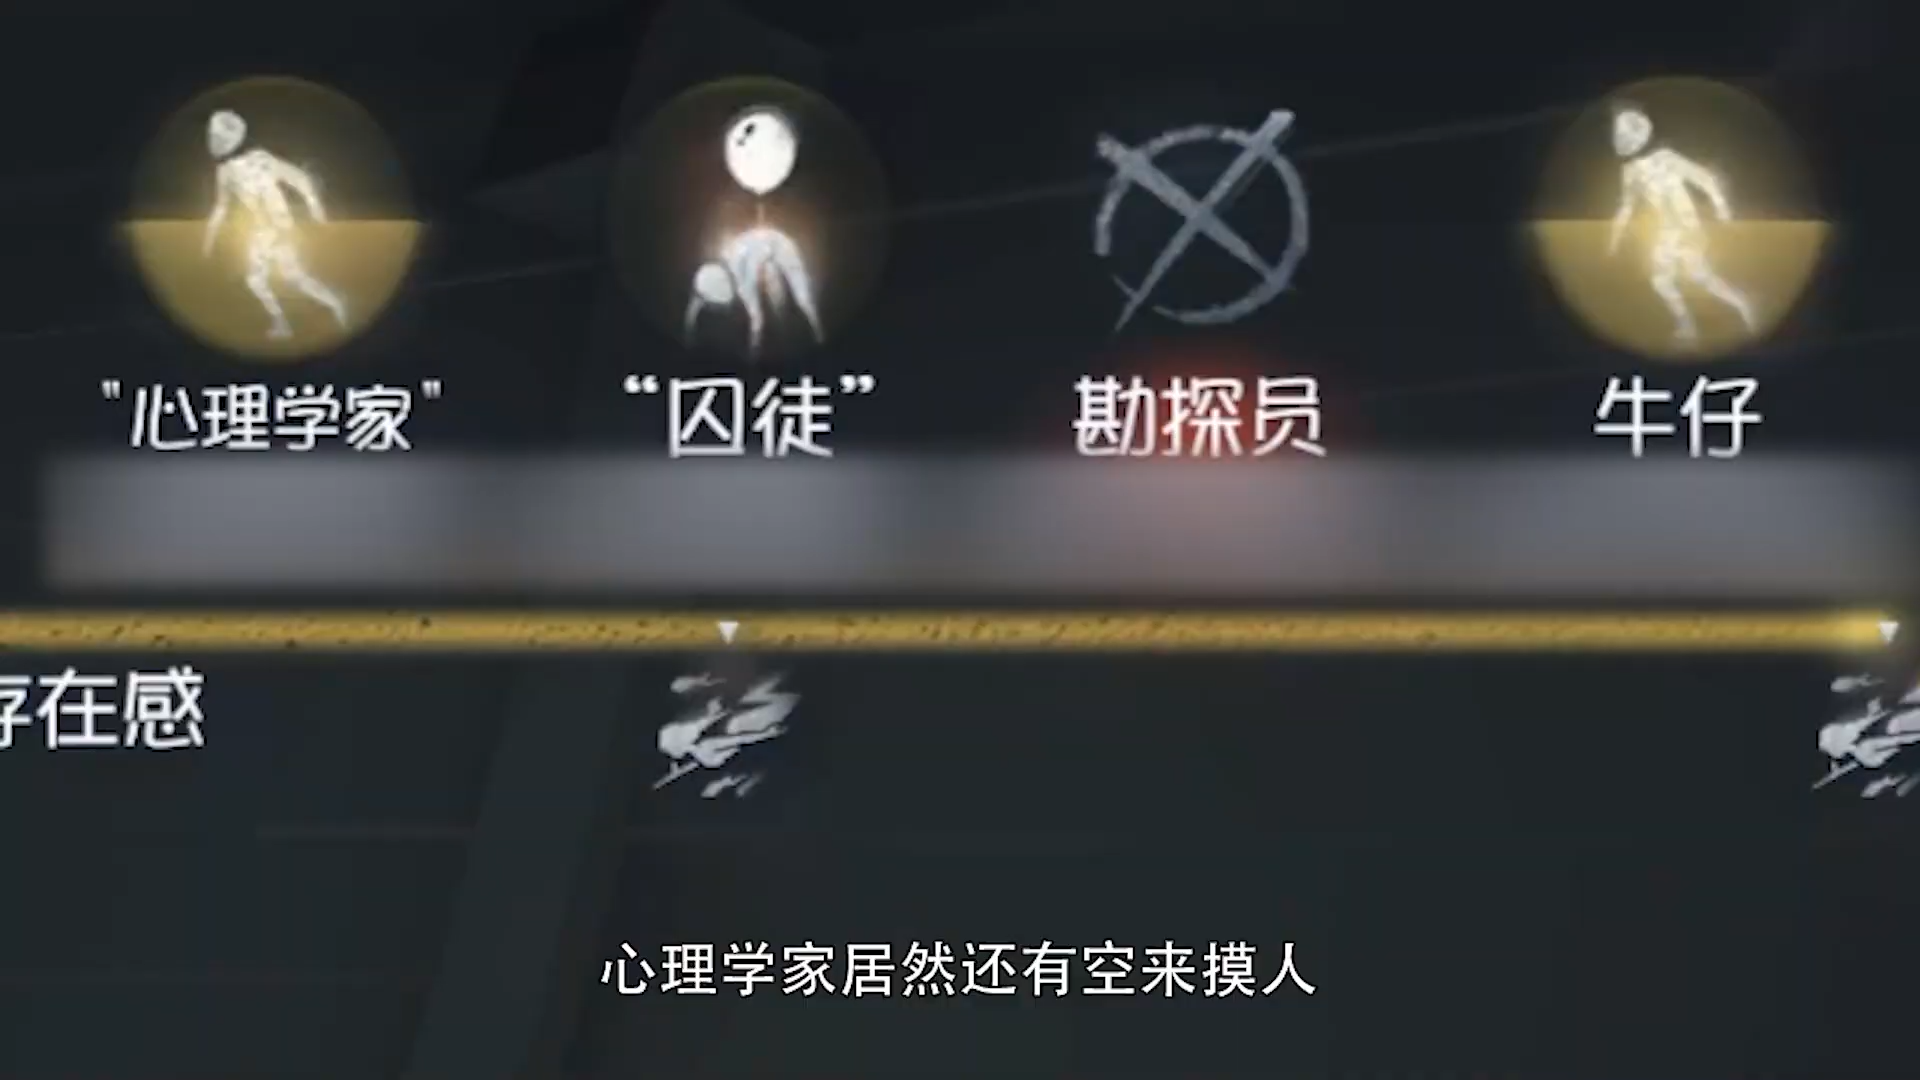 "心理学家" “囚徒” 勘探员 牛仔
存在感
心理学家居然还有空来摸人